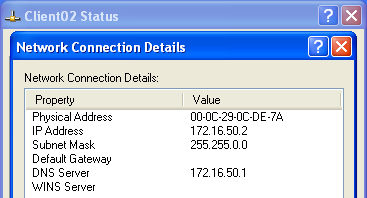 Client02 Status
Network Connection Details
Network Connection Details:
Property Value
Physical Address 00-0C-29-0C-DE-7A
IP Address 172.16.50.2
Subnet Mask 255.255.0.0
Default Gateway
DNS Server 172.16.50.1
WINS Server